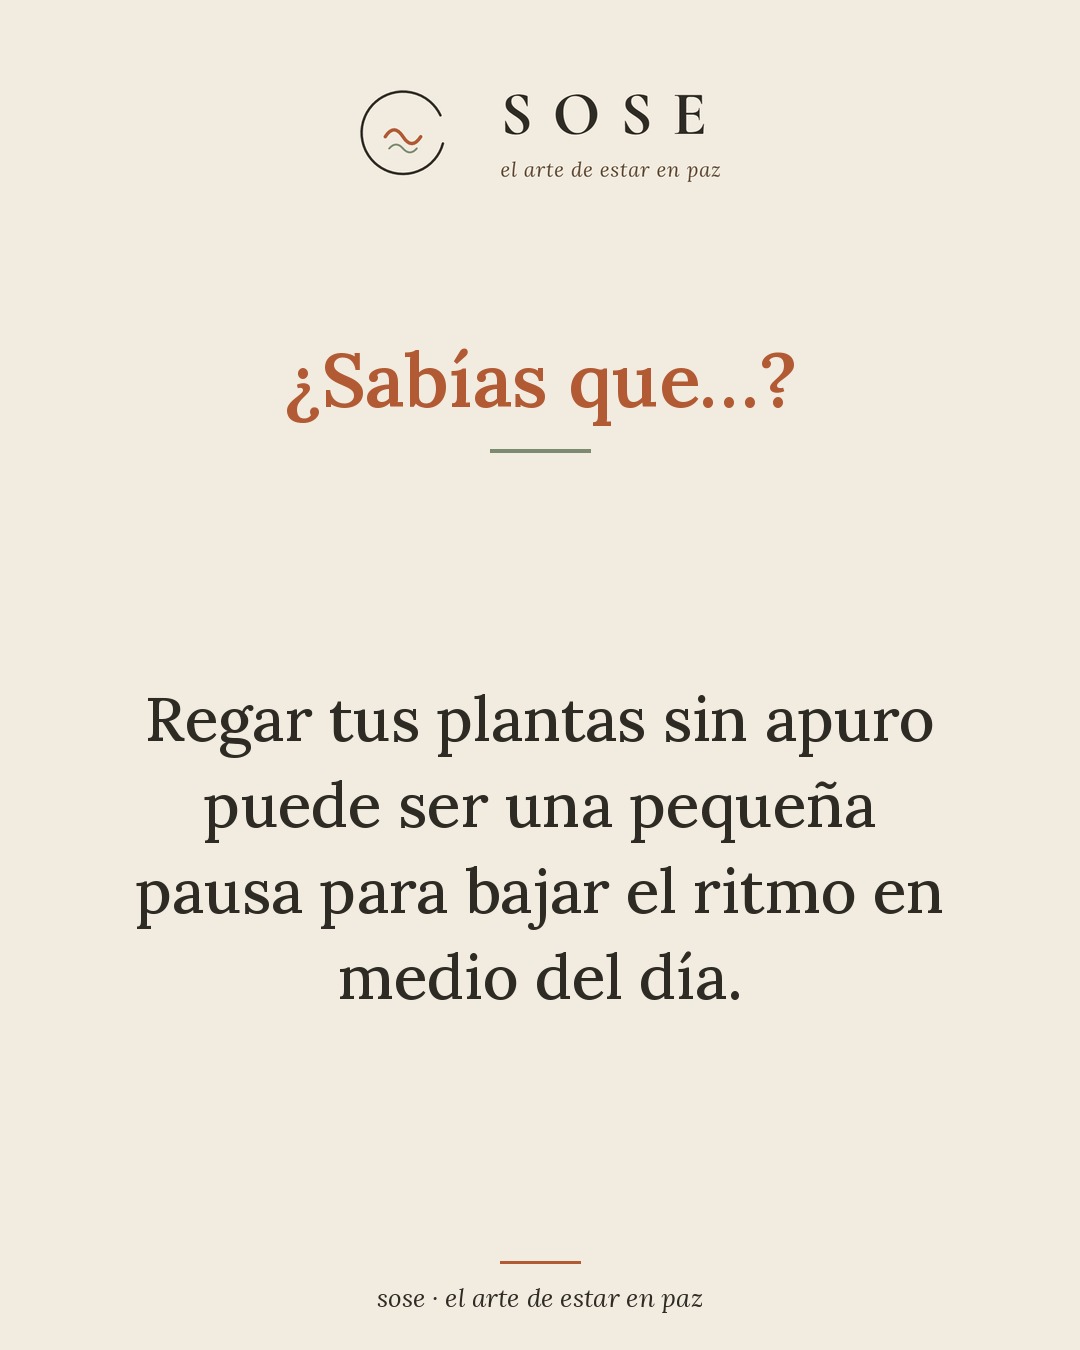 SOSE
el arte de estar en paz
¿Sabías que...?
Regar tus plantas sin apuro
puede ser una pequeña
pausa para bajar el ritmo en
medio del día.
sose · el arte de estar en paz